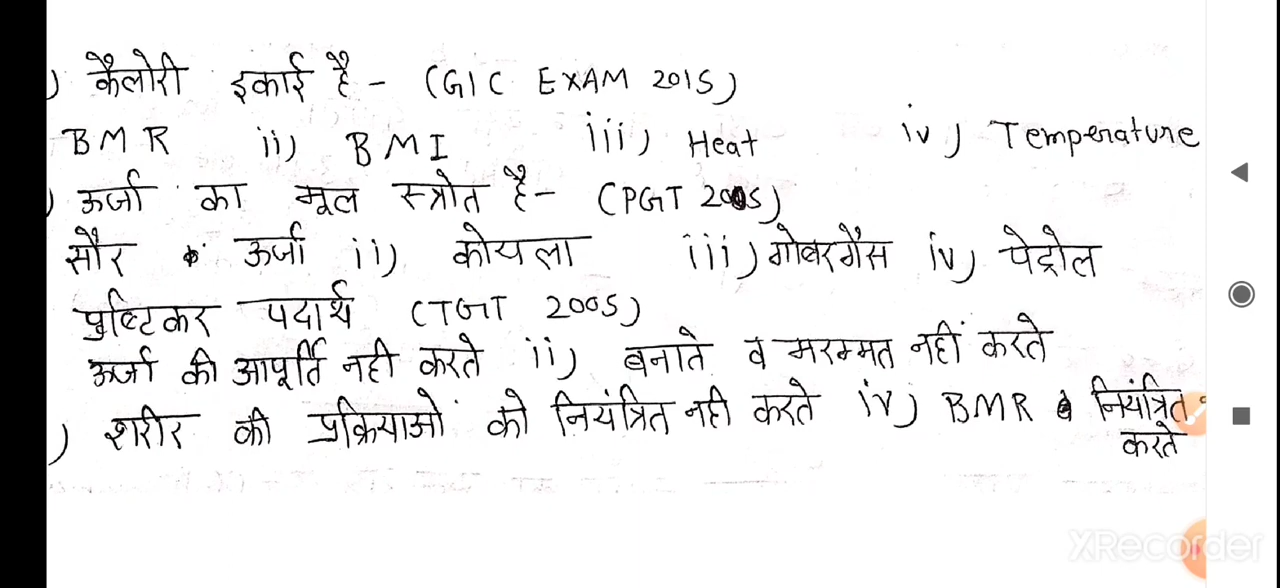 ) कैलोरी इकाई है - (GIC EXAM 2015)
BMR ii) BMI iii) Heat iv) Temperature
) ऊर्जा का मूल स्त्रोत है - (PGT 2005)
सौर ऊर्जा ii) कोयला iii) गोबरगैस iv) पेट्रोल
पुष्टिकर पदार्थ (TGT 2005)
ऊर्जा की आपूर्ति नही करते ii) बनाते व मरम्मत नहीं करते
) शरीर की प्रक्रियाओं को नियंत्रित नही करते iv) BMR नियंत्रित
करते
XRecorder